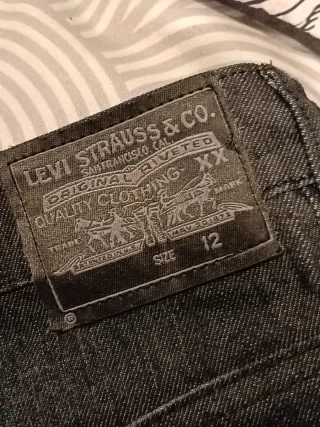 LEVI STRAUSS & CO.
SAN FRANCISCO, CAL.
ORIGINAL RIVETED
QUALITY CLOTHING
XX
TRADE MARK
SIZE 12
®